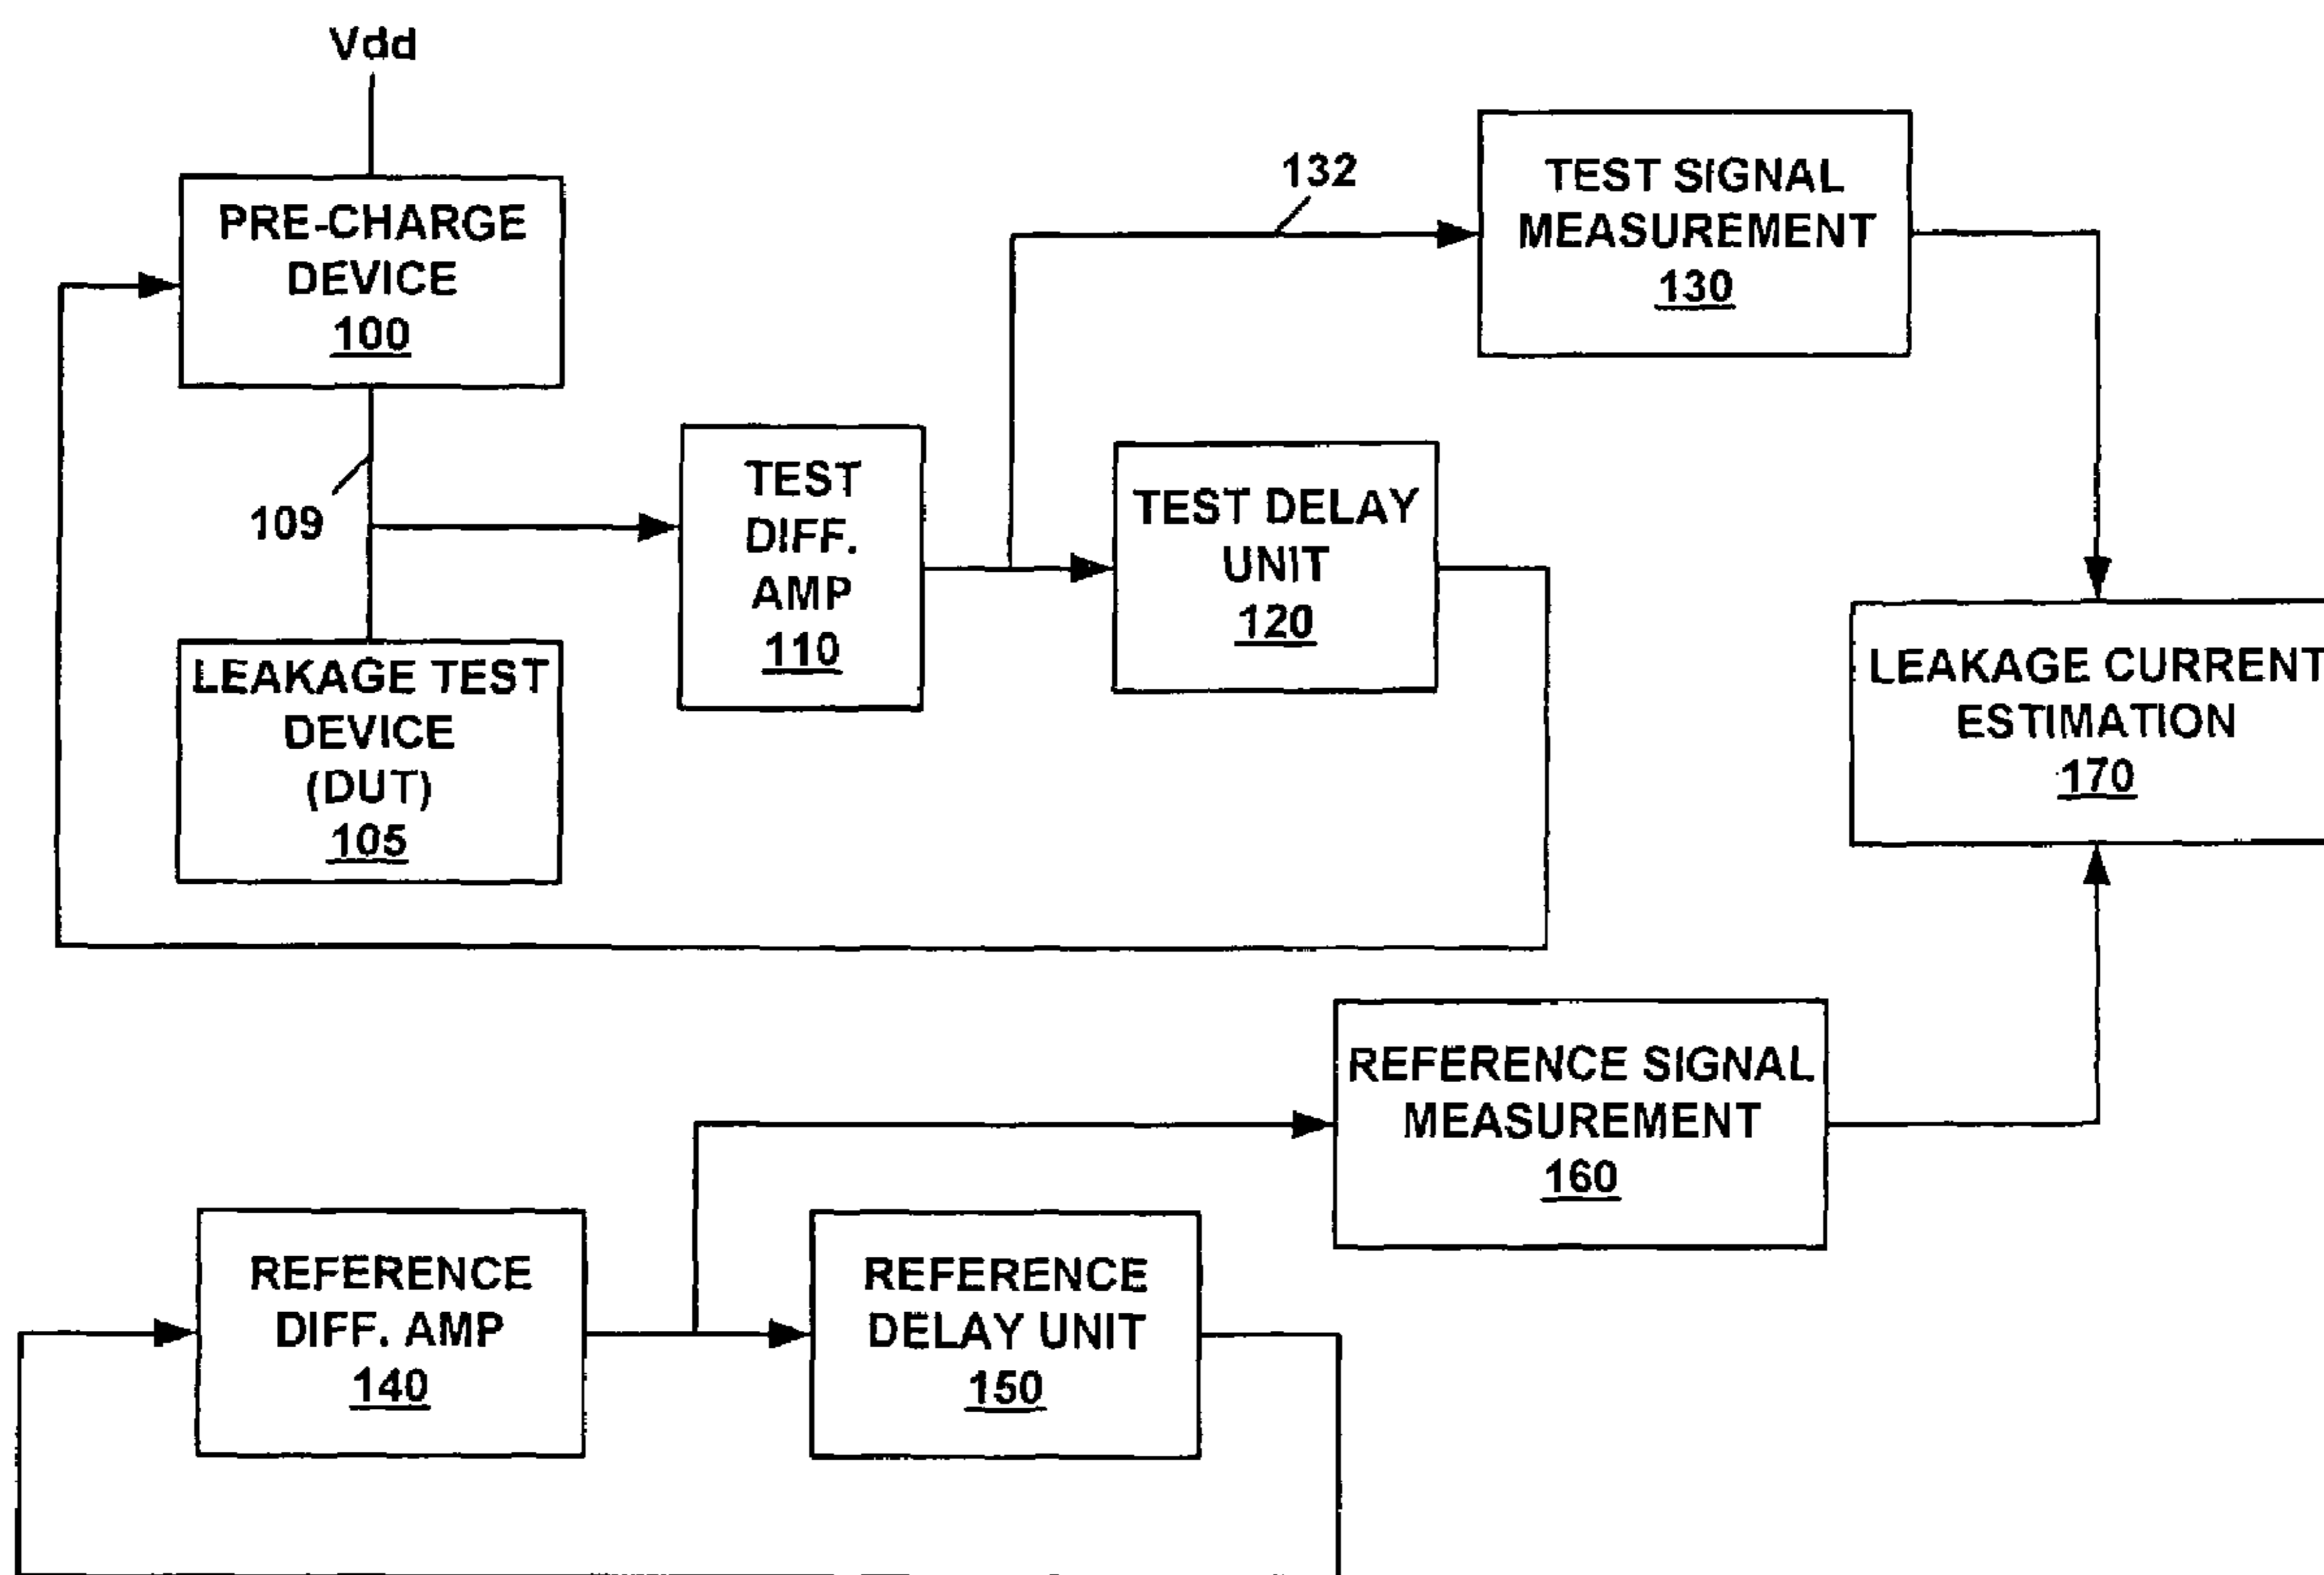 Vdd
PRE-CHARGE
DEVICE
100
109
LEAKAGE TEST
DEVICE
(DUT)
105
TEST
DIFF.
AMP
110
TEST DELAY
UNIT
120
132
TEST SIGNAL
MEASUREMENT
130
LEAKAGE CURRENT
ESTIMATION
170
REFERENCE SIGNAL
MEASUREMENT
160
REFERENCE
DIFF. AMP
140
REFERENCE
DELAY UNIT
150